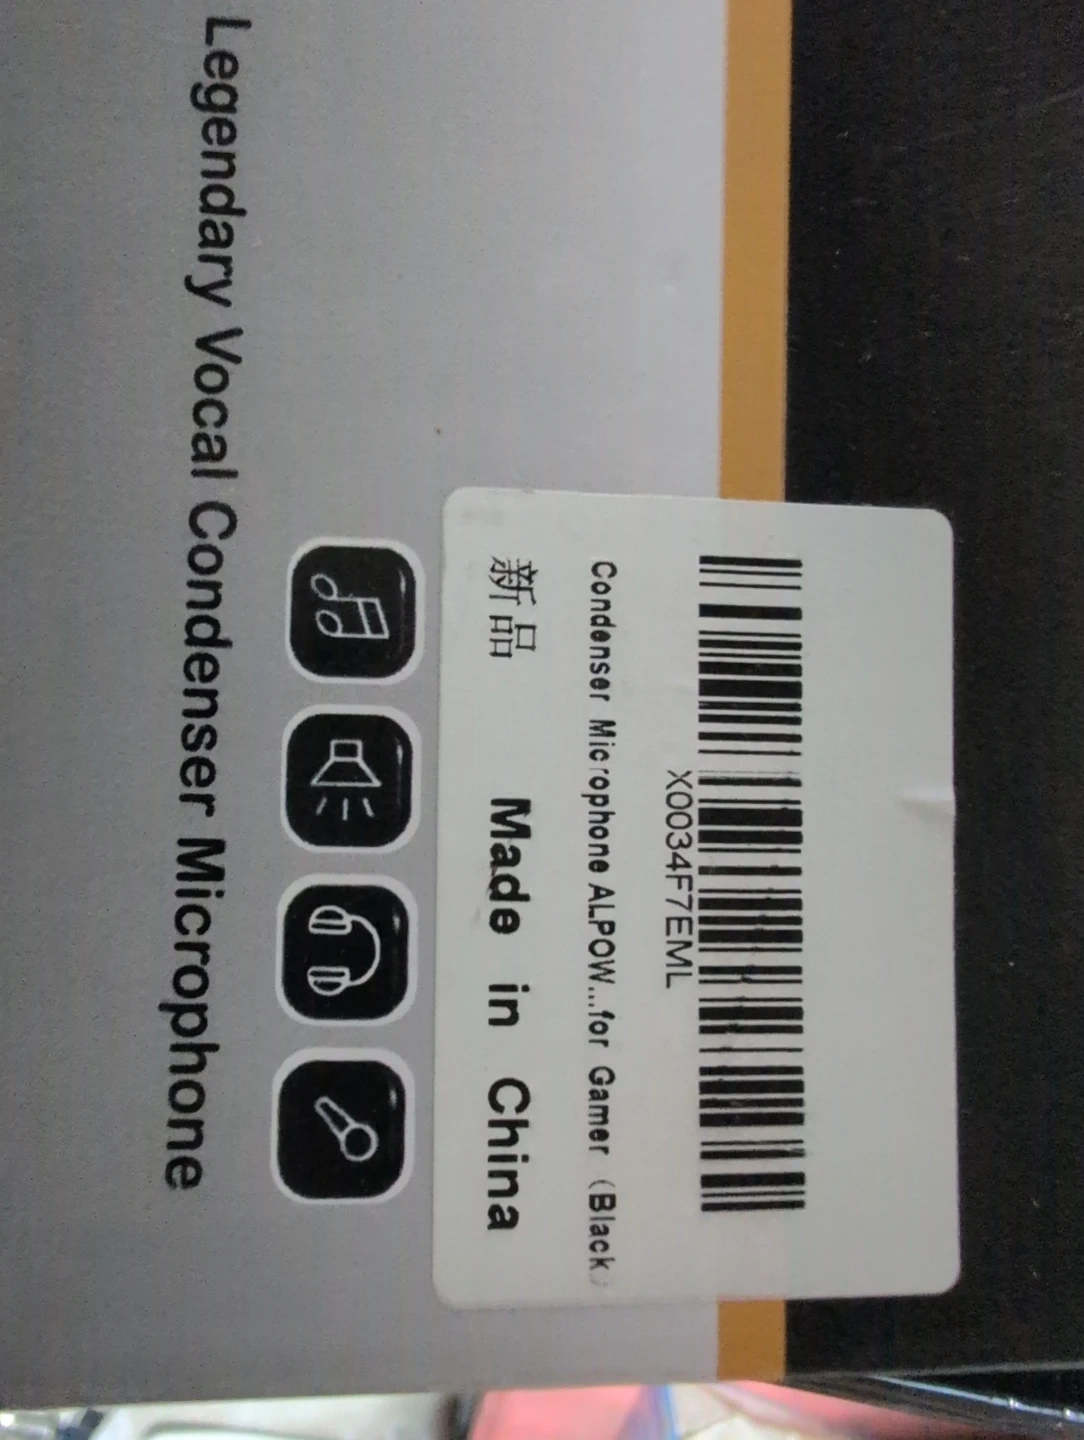 X0034F7EML
Condenser Microphone ALPOW...for Gamer (Black)
新品 Made in China
Legendary Vocal Condenser Microphone